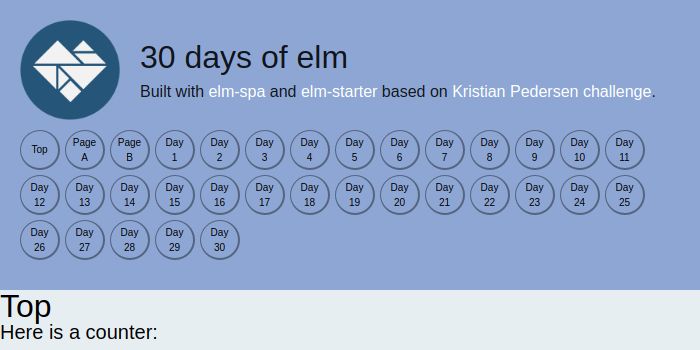 30 days of elm
Built with elm-spa and elm-starter based on Kristian Pedersen challenge.
Top Page A Page B Day 1 Day 2 Day 3 Day 4 Day 5 Day 6 Day 7 Day 8 Day 9 Day 10 Day 11
Day 12 Day 13 Day 14 Day 15 Day 16 Day 17 Day 18 Day 19 Day 20 Day 21 Day 22 Day 23 Day 24 Day 25
Day 26 Day 27 Day 28 Day 29 Day 30
Top
Here is a counter: